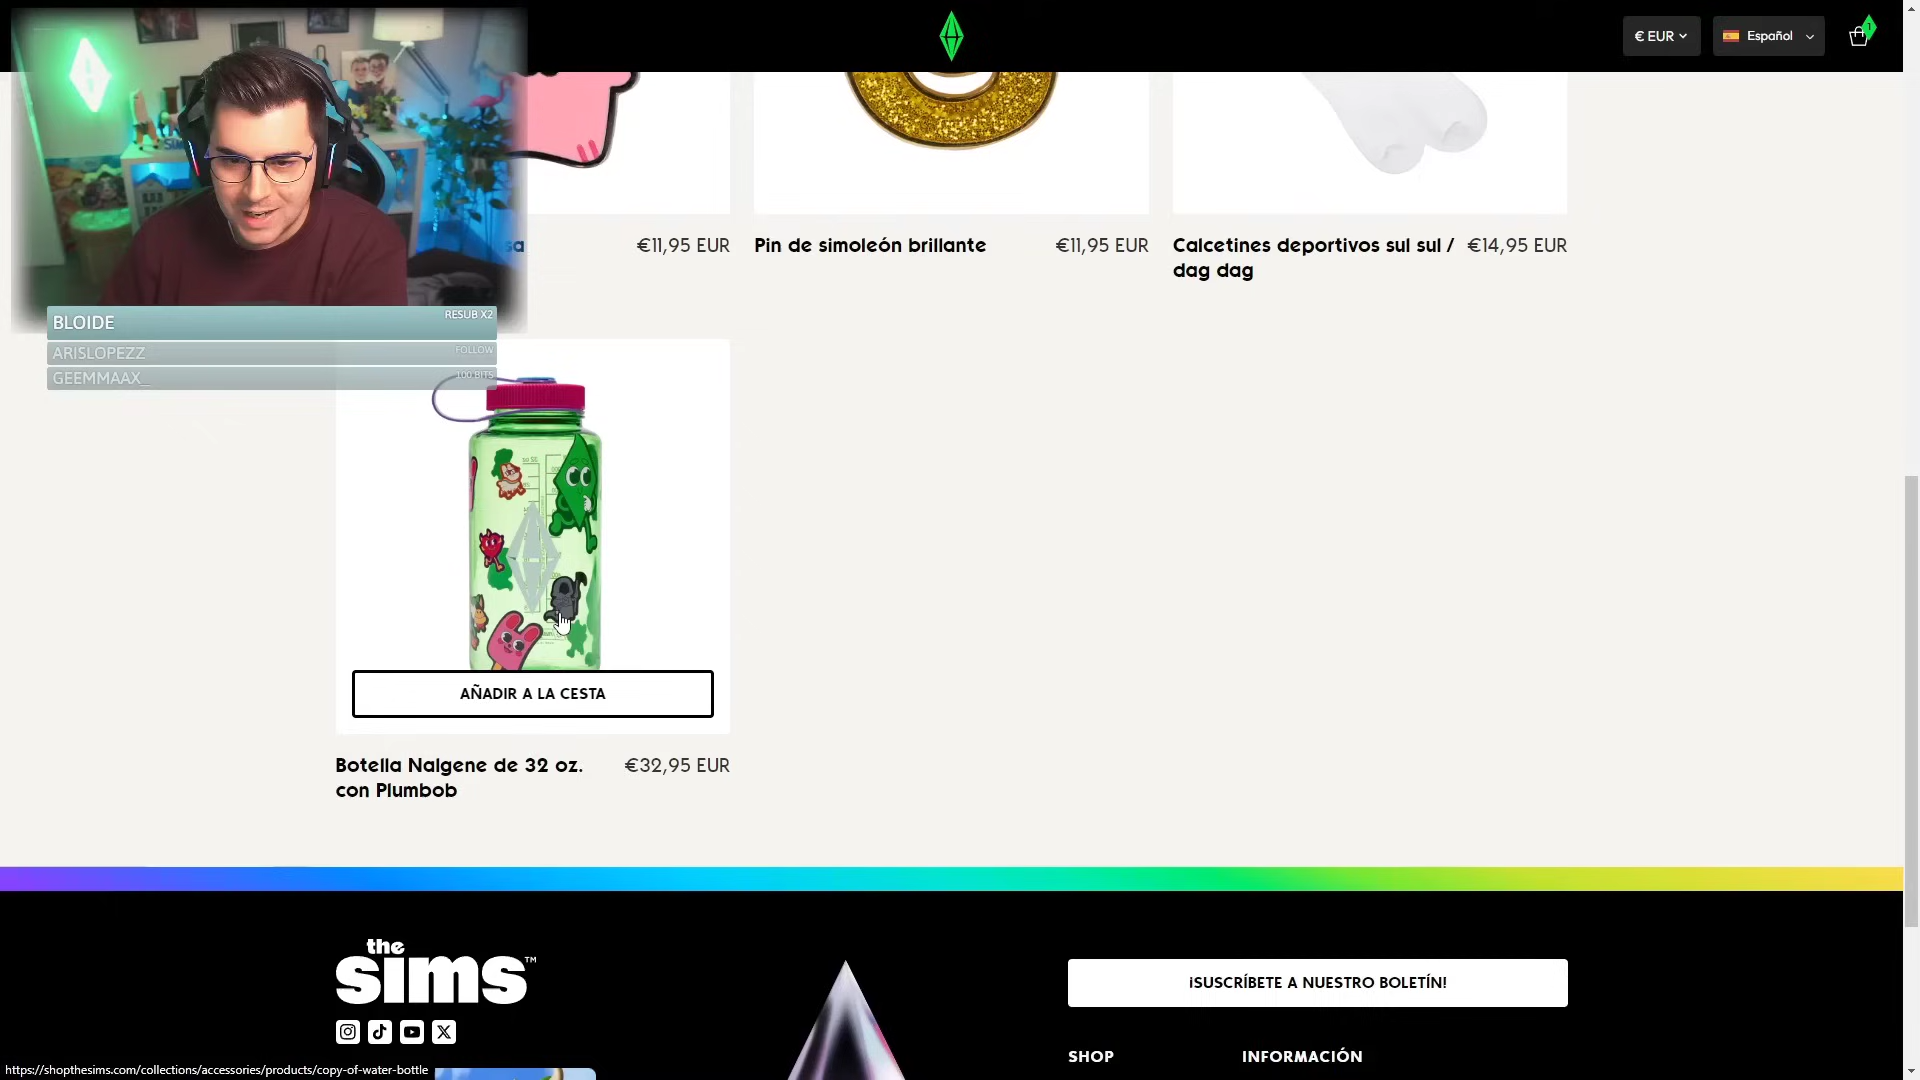 € EUR
Español
1
sa
€11,95 EUR
Pin de simoleón brillante
€11,95 EUR
Calcetines deportivos sul sul /
dag dag
€14,95 EUR
BLOIDE
RESUB X2
ARISLOPEZZ
FOLLOW
GEEMMAAX_
100 BITS
AÑADIR A LA CESTA
Botella Nalgene de 32 oz.
con Plumbob
€32,95 EUR
the
sims™
¡SUSCRÍBETE A NUESTRO BOLETÍN!
SHOP
INFORMACIÓN
https://shopthesims.com/collections/accessories/products/copy-of-water-bottle